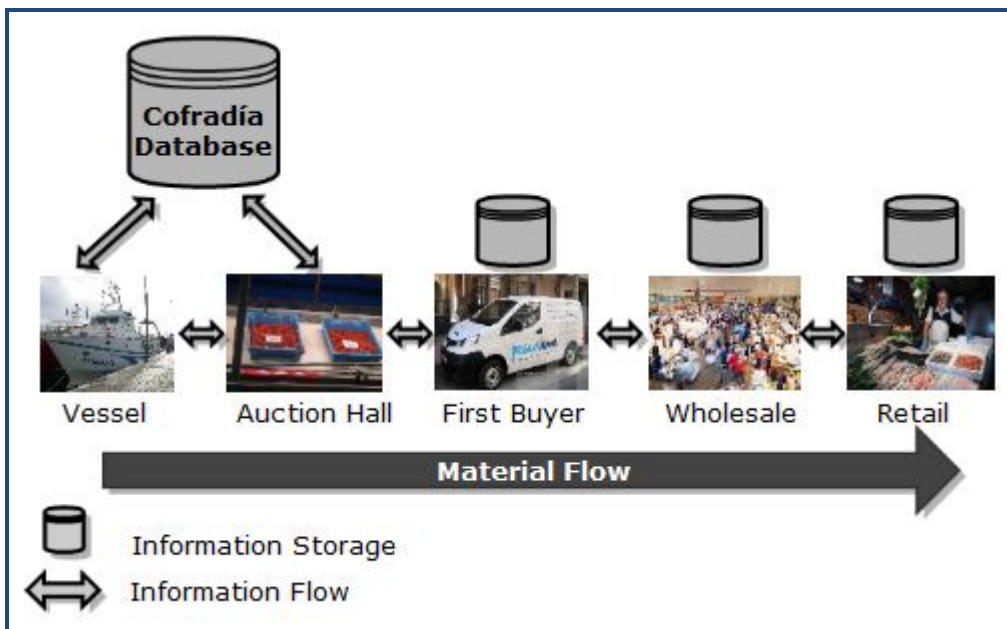 Cofradía
Database
Vessel
Auction Hall
First Buyer
Wholesale
Retail
Material Flow
Information Storage
Information Flow